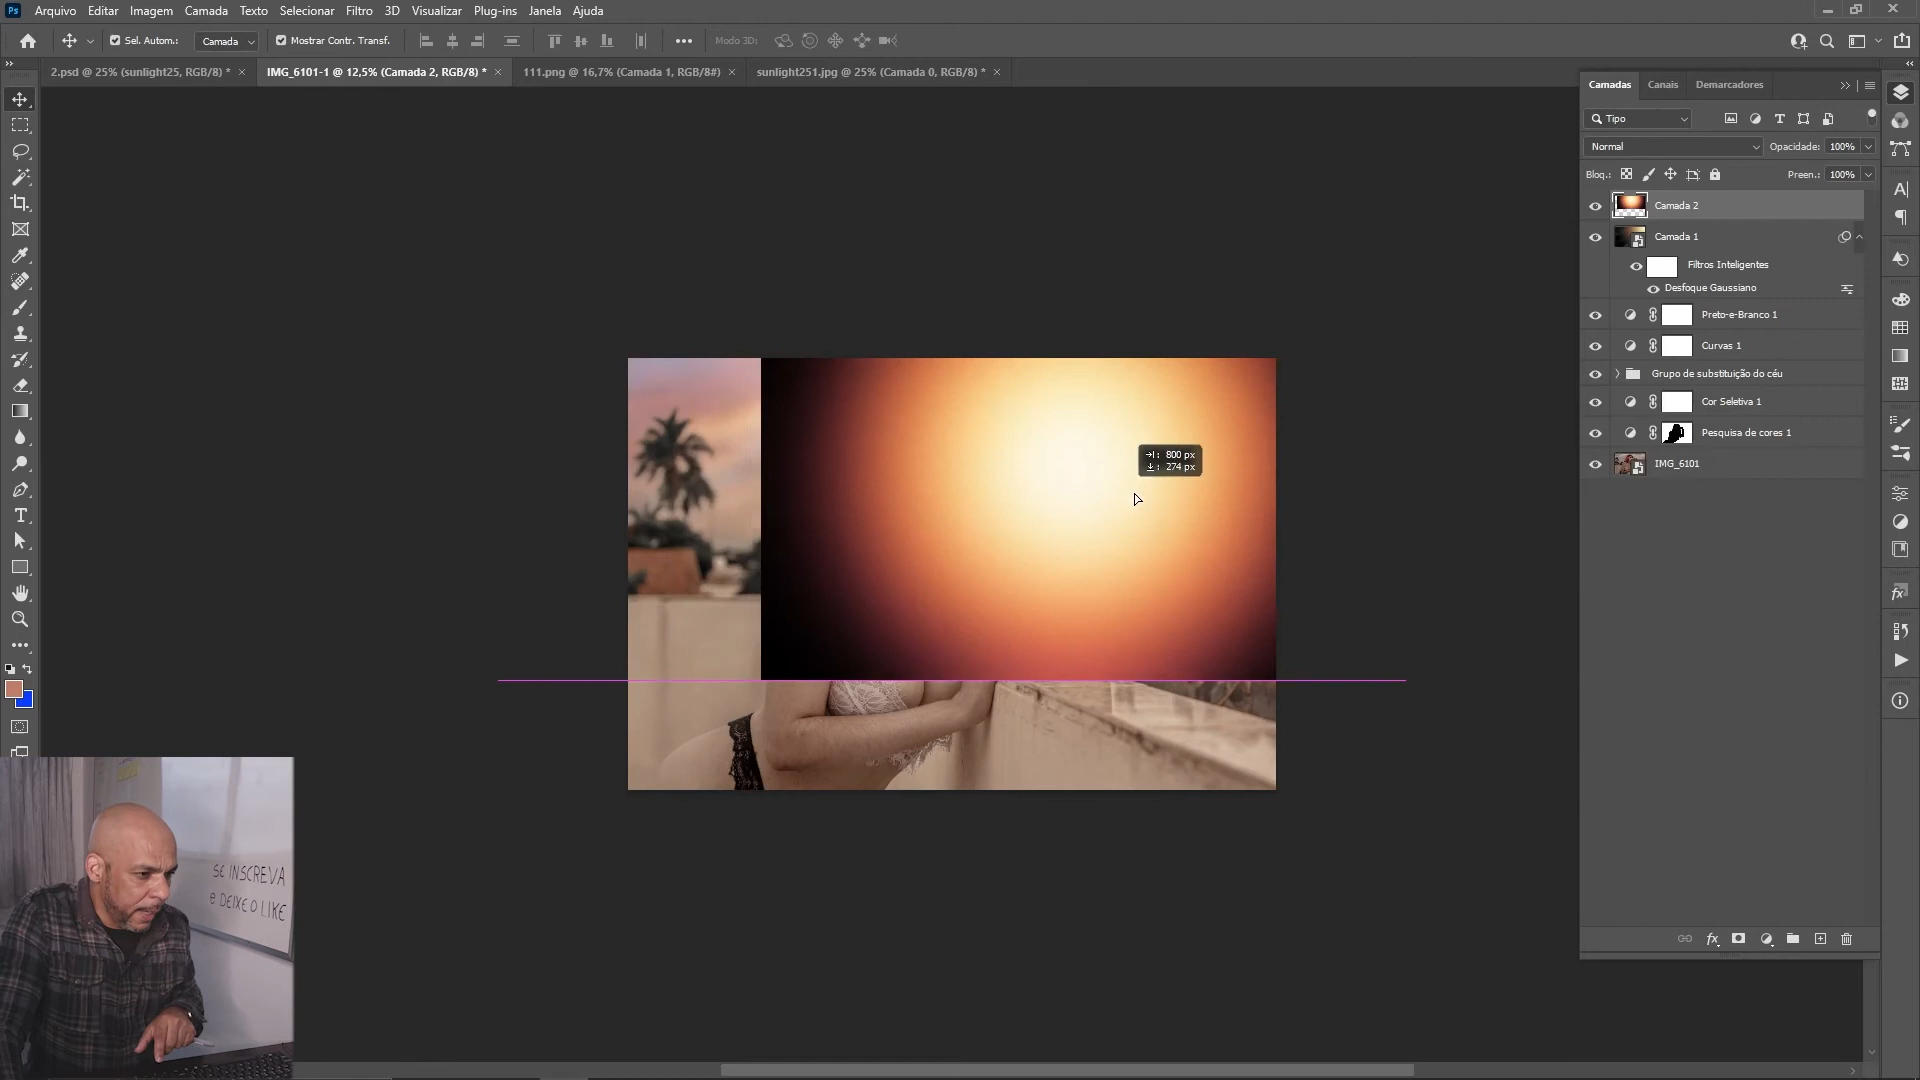 Ps Arquivo Editar Imagem Camada Texto Selecionar Filtro 3D Visualizar Plug-ins Janela Ajuda
Sel. Autom.: Camada Mostrar Contr. Transf. Modo 3D:
2.psd @ 25% (sunlight25, RGB/8) * IMG_6101-1 @ 12,5% (Camada 2, RGB/8) * 111.png @ 16,7% (Camada 1, RGB/8#) sunlight251.jpg @ 25% (Camada 0, RGB/8) *
Camadas Canais Demarcadores
Tipo
Normal Opacidade: 100%
Bloq.: Preen.: 100%
Camada 2
Camada 1
Filtros Inteligentes
Desfoque Gaussiano
Preto-e-Branco 1
Curvas 1
Grupo de substituição do céu
Cor Seletiva 1
Pesquisa de cores 1
IMG_6101
: 800 px
: 274 px
SE INSCREVA
e DEIXE O LIKE
fx